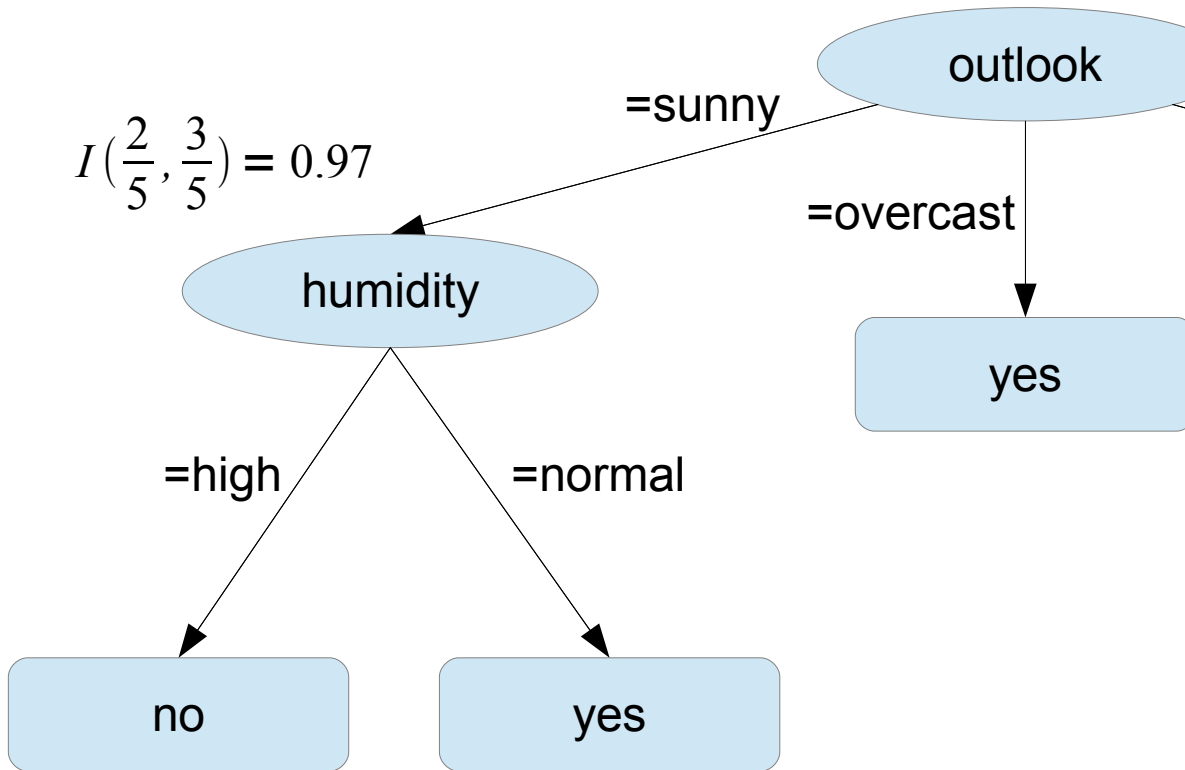 outlook
=sunny
I(2/5, 3/5) = 0.97
=overcast
humidity
yes
=high
=normal
no
yes